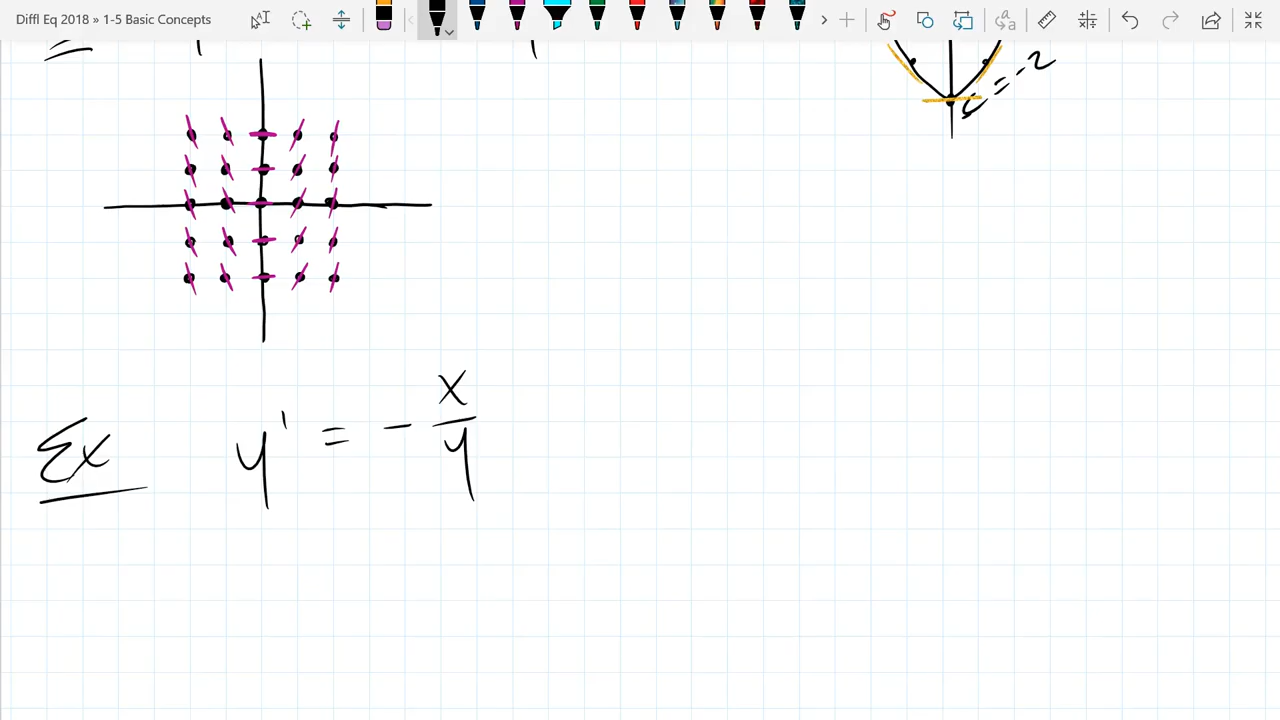 Diffl Eq 2018 » 1-5 Basic Concepts
c = -2
Ex y' = - x/y